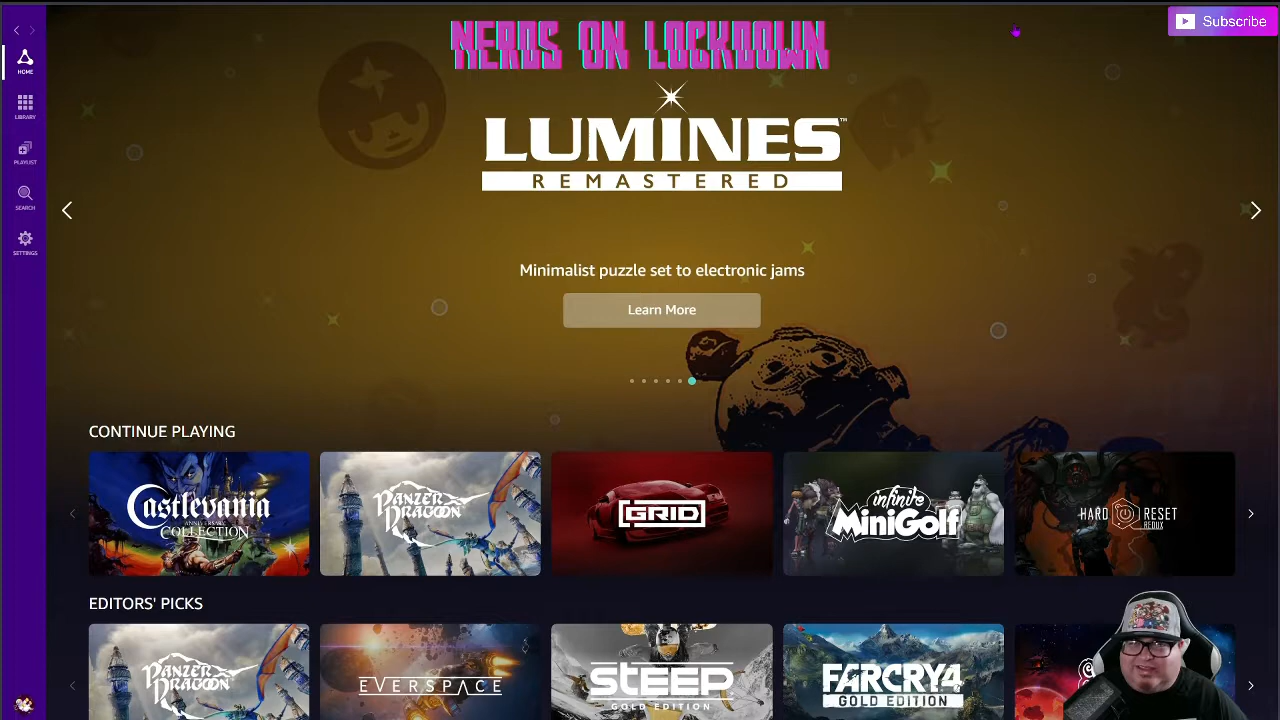 NERDS ON LOCKDOWN
Subscribe
HOME
LIBRARY
PLAYLIST
SEARCH
SETTINGS
LUMINES™
REMASTERED
Minimalist puzzle set to electronic jams
Learn More
CONTINUE PLAYING
Castlevania
ANNIVERSARY
COLLECTION
PANZER
DRAGOON
GRID
infinite
MiniGolf
HARD RESET
REDUX
EDITORS' PICKS
PANZER
DRAGOON
EVERSPACE
STEEP
GOLD EDITION
FARCRY4
GOLD EDITION